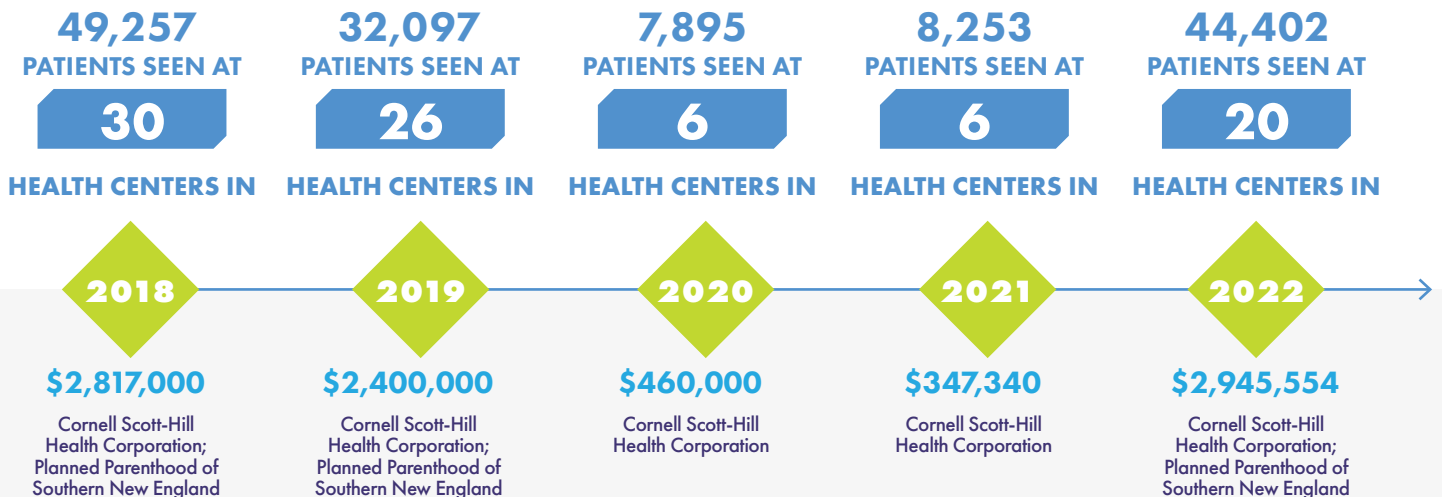 49,257
PATIENTS SEEN AT
30
HEALTH CENTERS IN
2018
$2,817,000
Cornell Scott-Hill
Health Corporation;
Planned Parenthood of
Southern New England
32,097
PATIENTS SEEN AT
26
HEALTH CENTERS IN
2019
$2,400,000
Cornell Scott-Hill
Health Corporation;
Planned Parenthood of
Southern New England
7,895
PATIENTS SEEN AT
6
HEALTH CENTERS IN
2020
$460,000
Cornell Scott-Hill
Health Corporation
8,253
PATIENTS SEEN AT
6
HEALTH CENTERS IN
2021
$347,340
Cornell Scott-Hill
Health Corporation
44,402
PATIENTS SEEN AT
20
HEALTH CENTERS IN
2022
$2,945,554
Cornell Scott-Hill
Health Corporation;
Planned Parenthood of
Southern New England